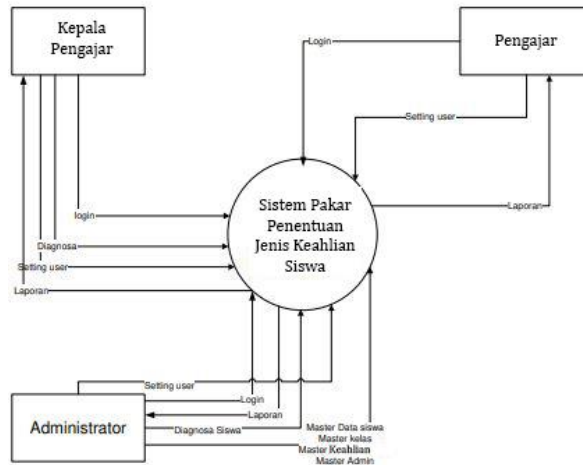 Kepala
Pengajar
Pengajar
Login
Setting user
login
Sistem Pakar
Penentuan
Jenis Keahlian
Siswa
Laporan
Diagnosa
Setting user
Laporan
Setting user
Login
Laporan
Administrator
Diagnosa Siswa
Master Data siswa
Master kelas
Master Keahlian
Master Admin